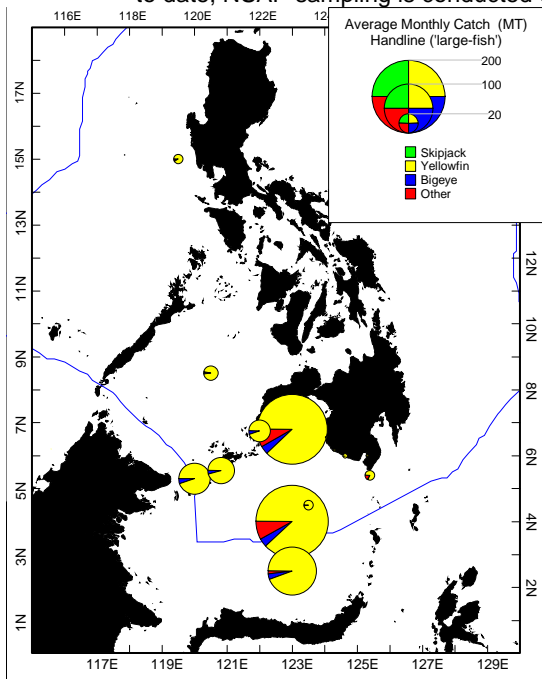 to date, NSAP sampling is conducted
116E 118E 120E 122E
Average Monthly Catch (MT)
Handline ('large-fish')
200
100
20
Skipjack
Yellowfin
Bigeye
Other
17N
15N
13N
12N
11N
10N
9N
8N
7N
6N
5N
4N
3N
2N
1N
117E 119E 121E 123E 125E 127E 129E